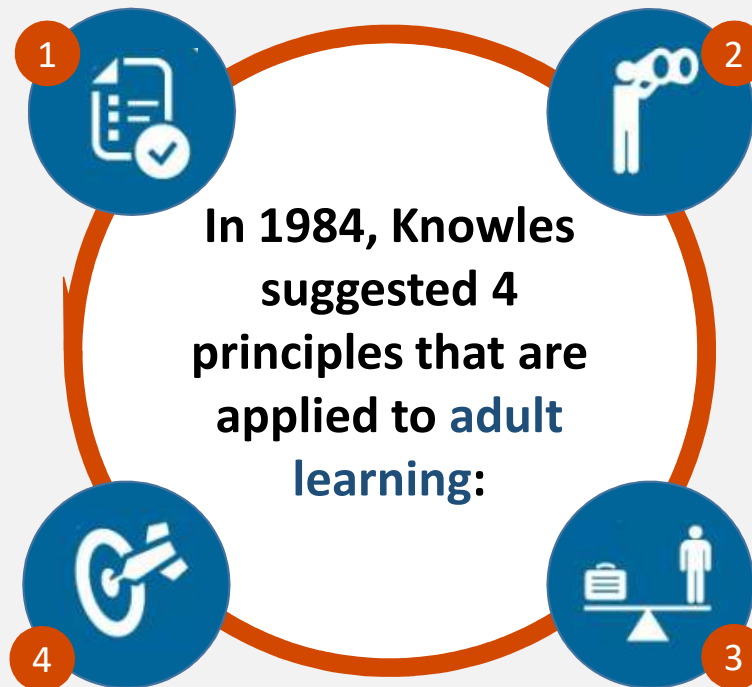 1
2
In 1984, Knowles
suggested 4
principles that are
applied to adult
learning:
4
3